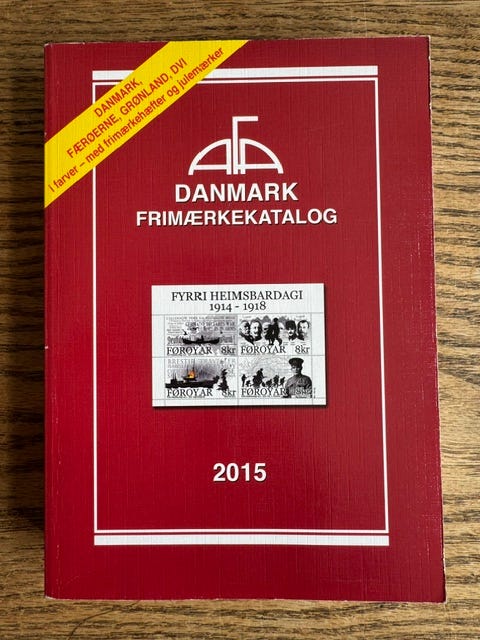 DANMARK,
FÆRØERNE, GRØNLAND, DVI
i farver – med frimærkehæfter og julemærker
AFA
DANMARK
FRIMÆRKEKATALOG
FYRRI HEIMSBARDAGI
1914 - 1918
FØROYAR 8kr
FØROYAR 8kr
FØROYAR 8kr
FØROYAR 8kr
2015